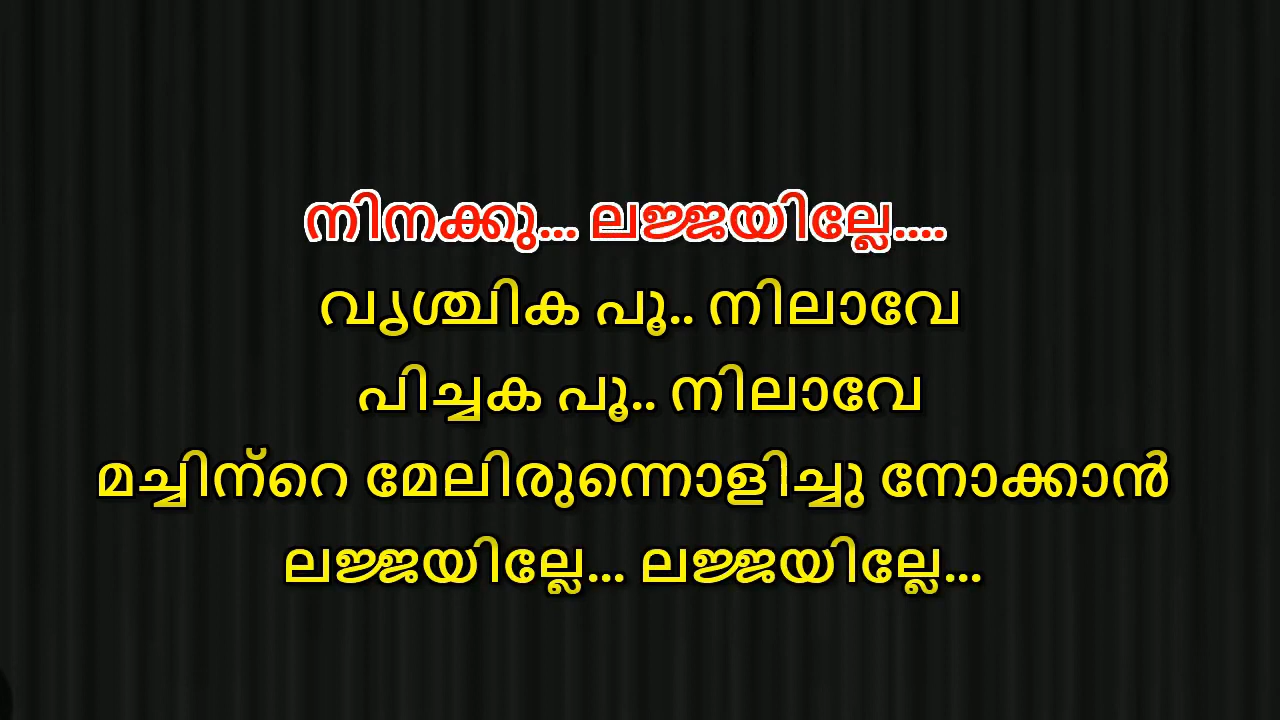 നിനക്കു... ലജ്ജയില്ലേ....
വൃശ്ചിക പൂ.. നിലാവേ
പിച്ചക പൂ.. നിലാവേ
മച്ചിന്റെ മേലിരുന്നൊളിച്ചു നോക്കാൻ
ലജ്ജയില്ലേ... ലജ്ജയില്ലേ...